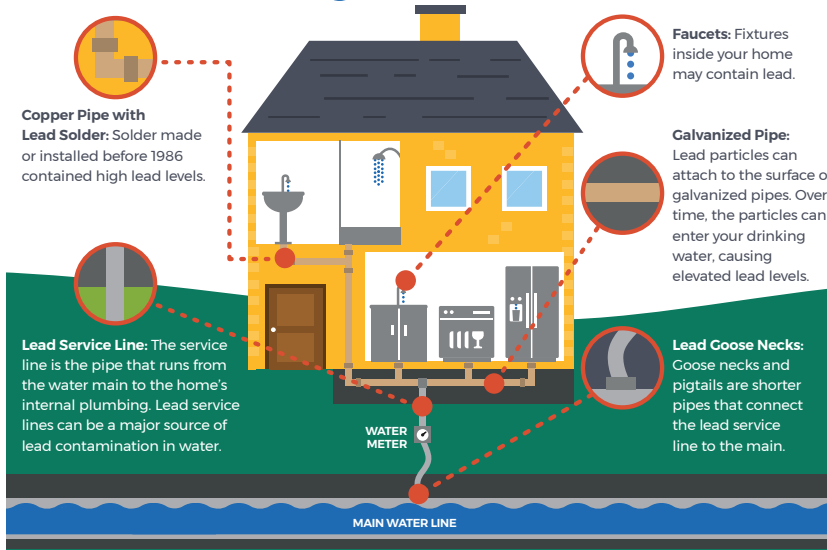 Copper Pipe with
Lead Solder: Solder made
or installed before 1986
contained high lead levels.
Faucets: Fixtures
inside your home
may contain lead.
Galvanized Pipe:
Lead particles can
attach to the surface o
galvanized pipes. Over
time, the particles can
enter your drinking
water, causing
elevated lead levels.
Lead Service Line: The service
line is the pipe that runs from
the water main to the home's
internal plumbing. Lead service
lines can be a major source of
lead contamination in water.
Lead Goose Necks:
Goose necks and
pigtails are shorter
pipes that connect
the lead service
line to the main.
WATER
METER
MAIN WATER LINE